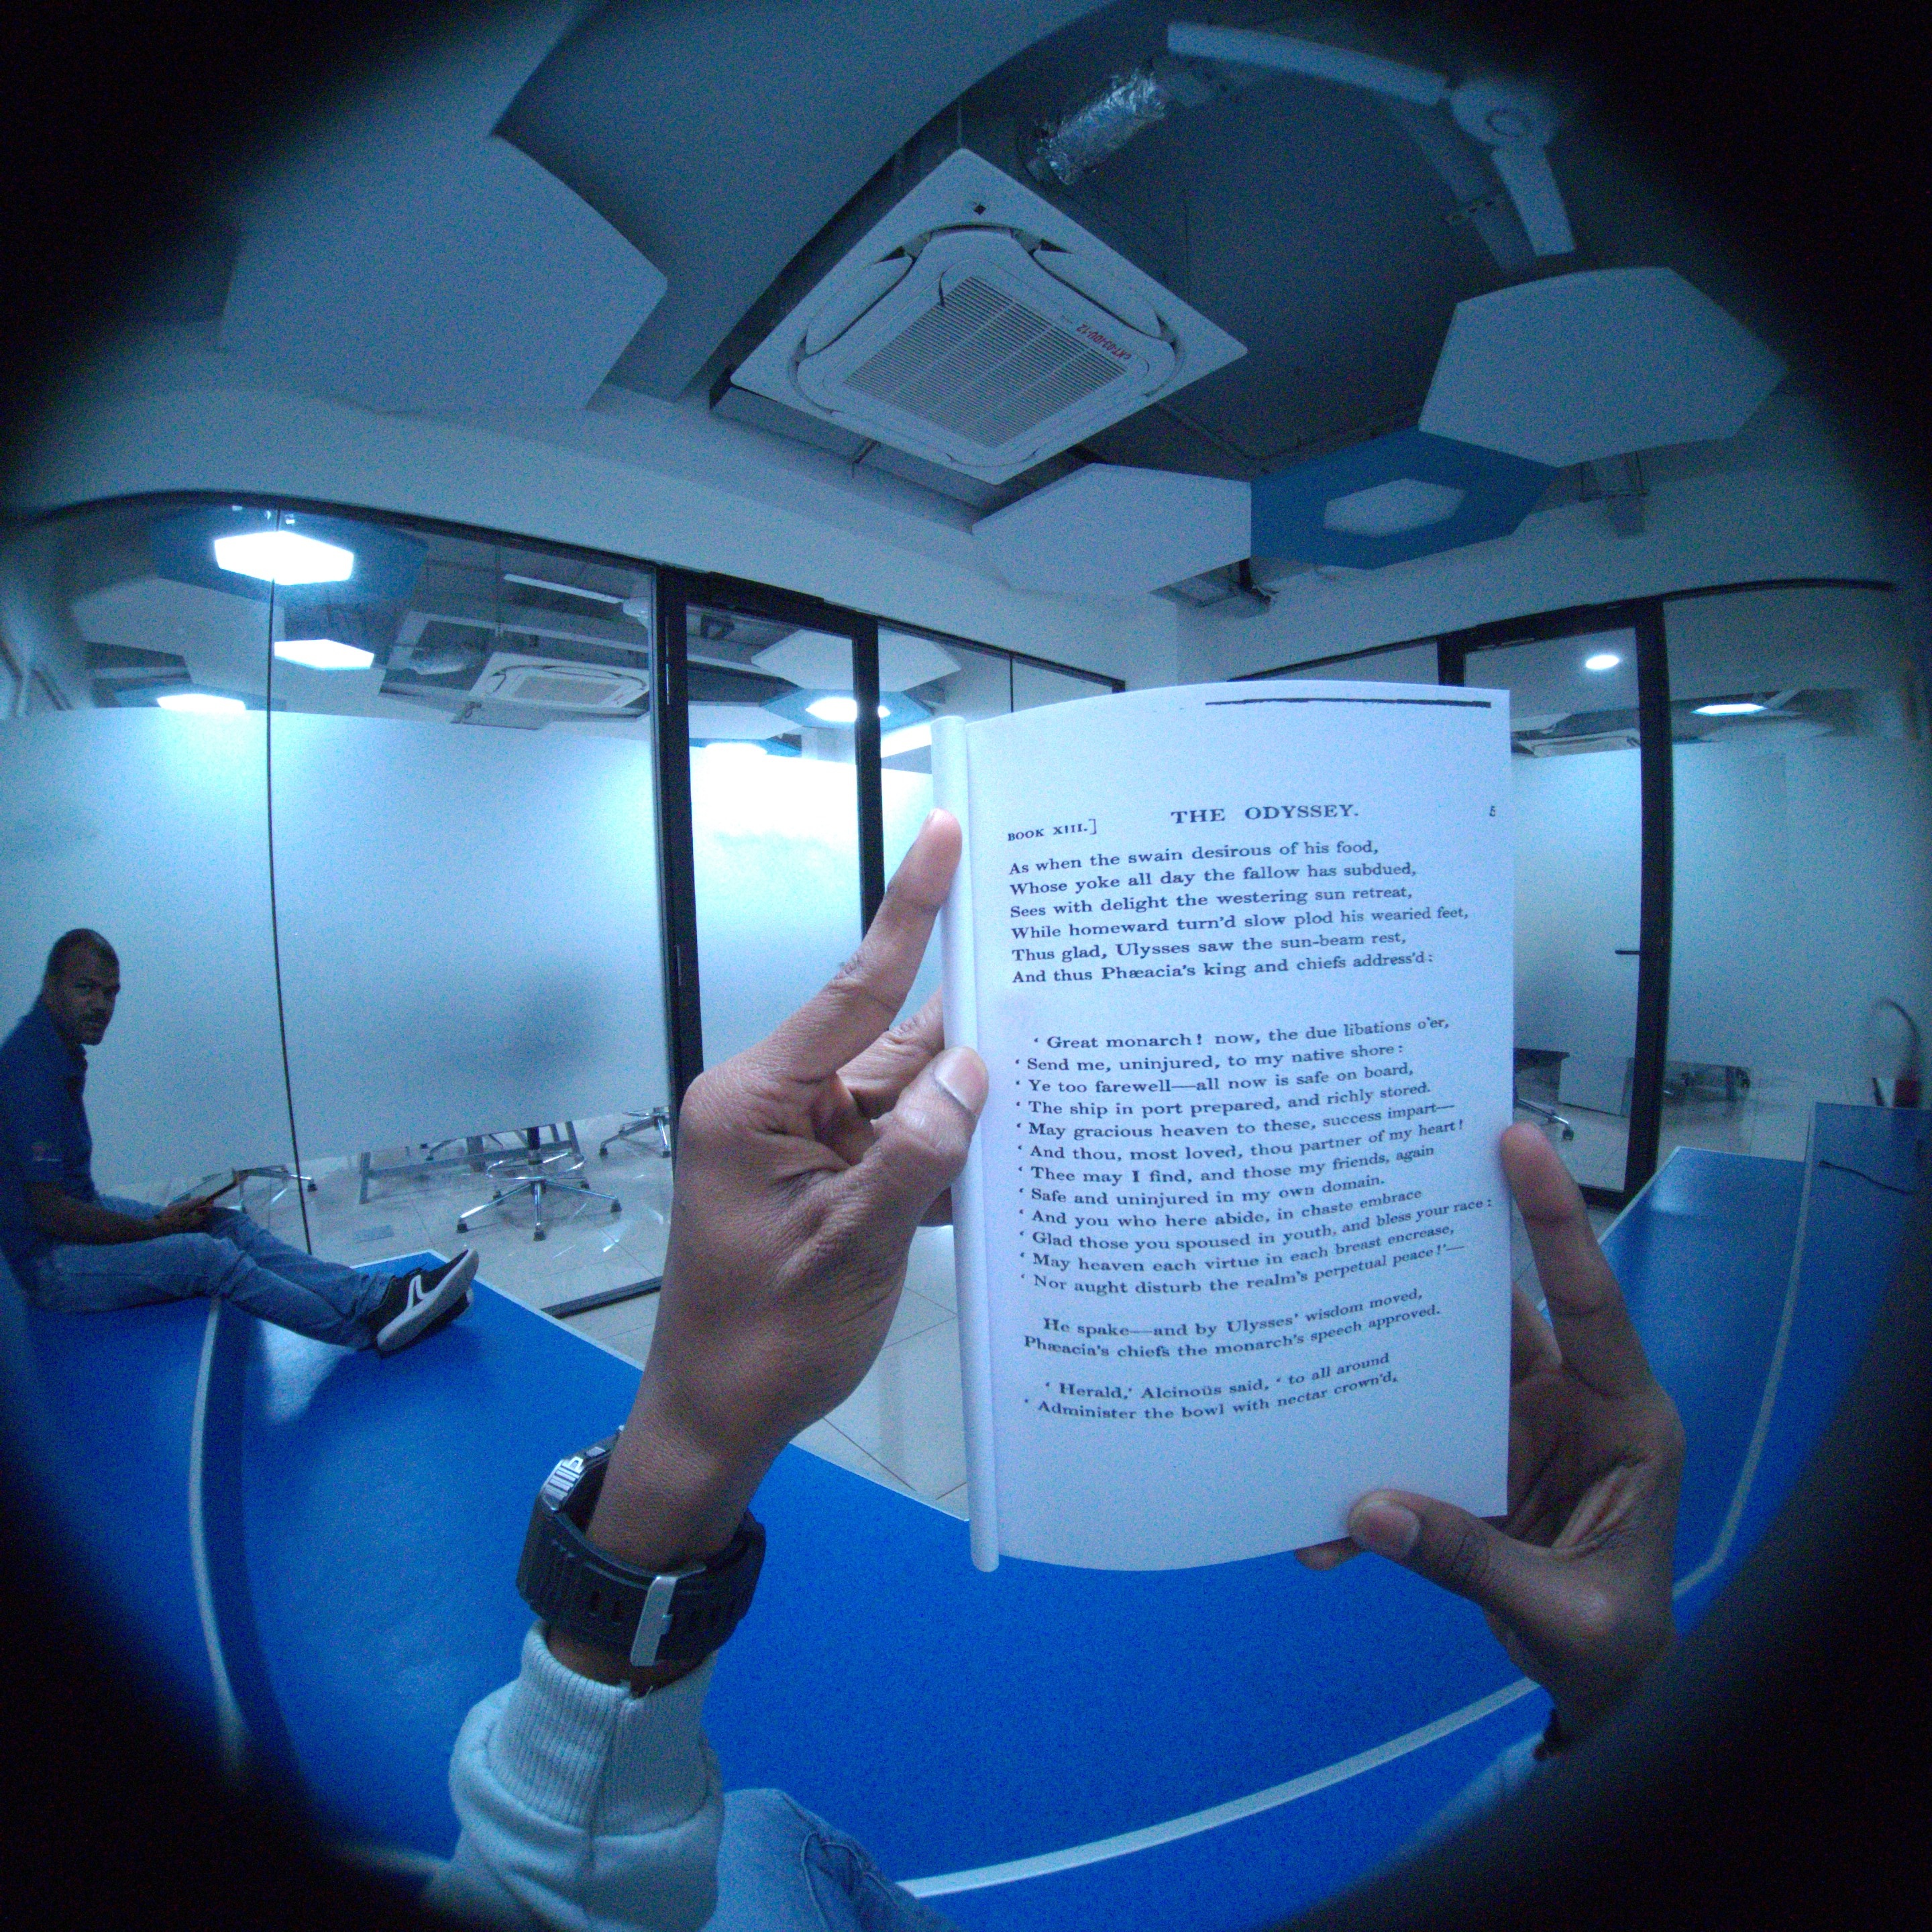 BOOK XIII.] THE ODYSSEY. 5
As when the swain desirous of his food,
Whose yoke all day the fallow has subdued,
Sees with delight the westering sun retreat,
While homeward turn'd slow plod his wearied feet,
Thus glad, Ulysses saw the sun-beam rest,
And thus Phæacia's king and chiefs address'd:
‘ Great monarch! now, the due libations o'er,
‘ Send me, uninjured, to my native shore:
‘ Ye too farewell—all now is safe on board,
‘ The ship in port prepared, and richly stored.
‘ May gracious heaven to these, success impart—
‘ And thou, most loved, thou partner of my heart!
‘ Thee may I find, and those my friends, again
‘ Safe and uninjured in my own domain.
‘ And you who here abide, in chaste embrace
‘ Glad those you spoused in youth, and bless your race:
‘ May heaven each virtue in each breast encrease,
‘ Nor aught disturb the realm's perpetual peace!’—
He spake—and by Ulysses' wisdom moved,
Phæacia's chiefs the monarch's speech approved.
‘ Herald,’ Alcinoüs said, ‘ to all around
‘ Administer the bowl with nectar crown'd,